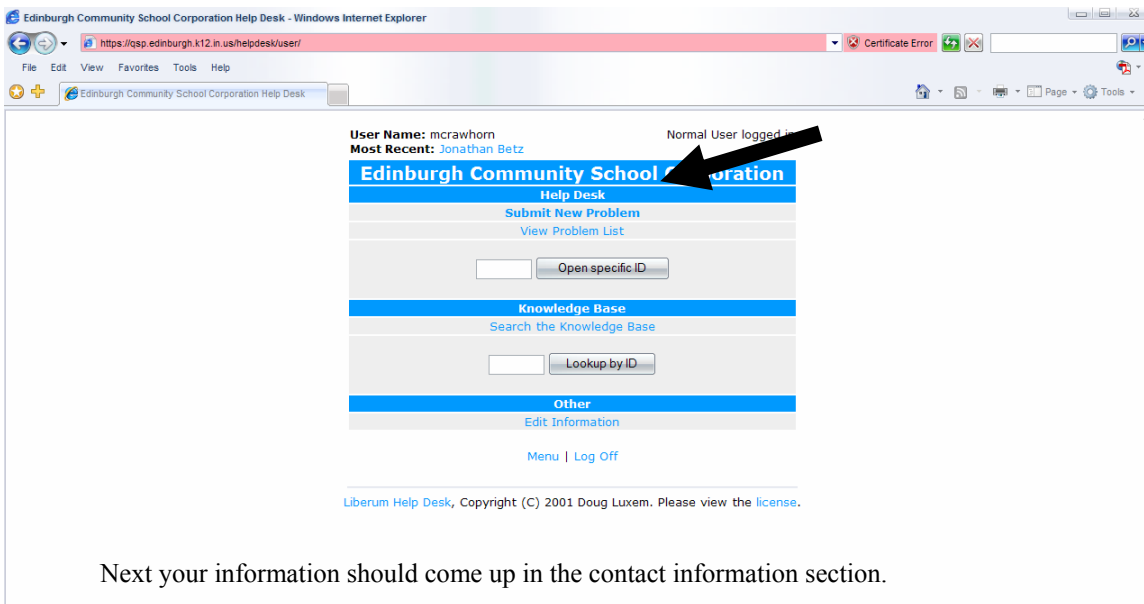 Edinburgh Community School Corporation Help Desk - Windows Internet Explorer
https://qsp.edinburgh.k12.in.us/helpdesk/user/
Certificate Error
File Edit View Favorites Tools Help
Edinburgh Community School Corporation Help Desk
Page
Tools
User Name: mcrawhorn
Normal User logged in
Most Recent: Jonathan Betz
Edinburgh Community School Corporation
Help Desk
Submit New Problem
View Problem List
Open specific ID
Knowledge Base
Search the Knowledge Base
Lookup by ID
Other
Edit Information
Menu | Log Off
Liberum Help Desk, Copyright (C) 2001 Doug Luxem. Please view the license.
Next your information should come up in the contact information section.